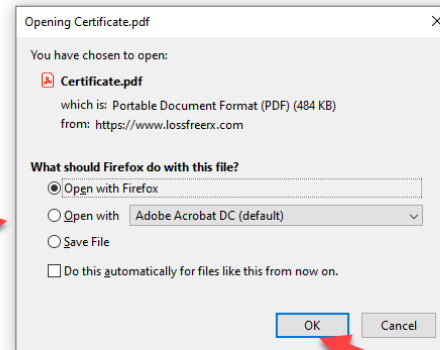 Opening Certificate.pdf
You have chosen to open:
Certificate.pdf
which is: Portable Document Format (PDF) (484 KB)
from: https://www.lossfreerx.com
What should Firefox do with this file?
Open with Firefox
Open with Adobe Acrobat DC (default)
Save File
Do this automatically for files like this from now on.
OK Cancel